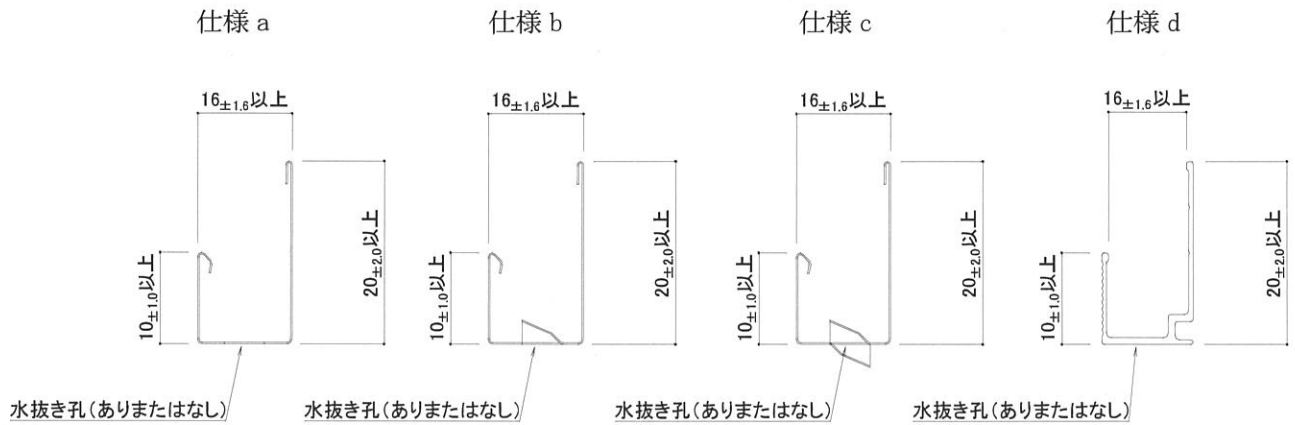 仕様 a
仕様 b
仕様 c
仕様 d
16±1.6以上
16±1.6以上
16±1.6以上
16±1.6以上
10±1.0以上
20±2.0以上
10±1.0以上
20±2.0以上
10±1.0以上
20±2.0以上
10±1.0以上
20±2.0以上
水抜き孔(ありまたはなし)
水抜き孔(ありまたはなし)
水抜き孔(ありまたはなし)
水抜き孔(ありまたはなし)